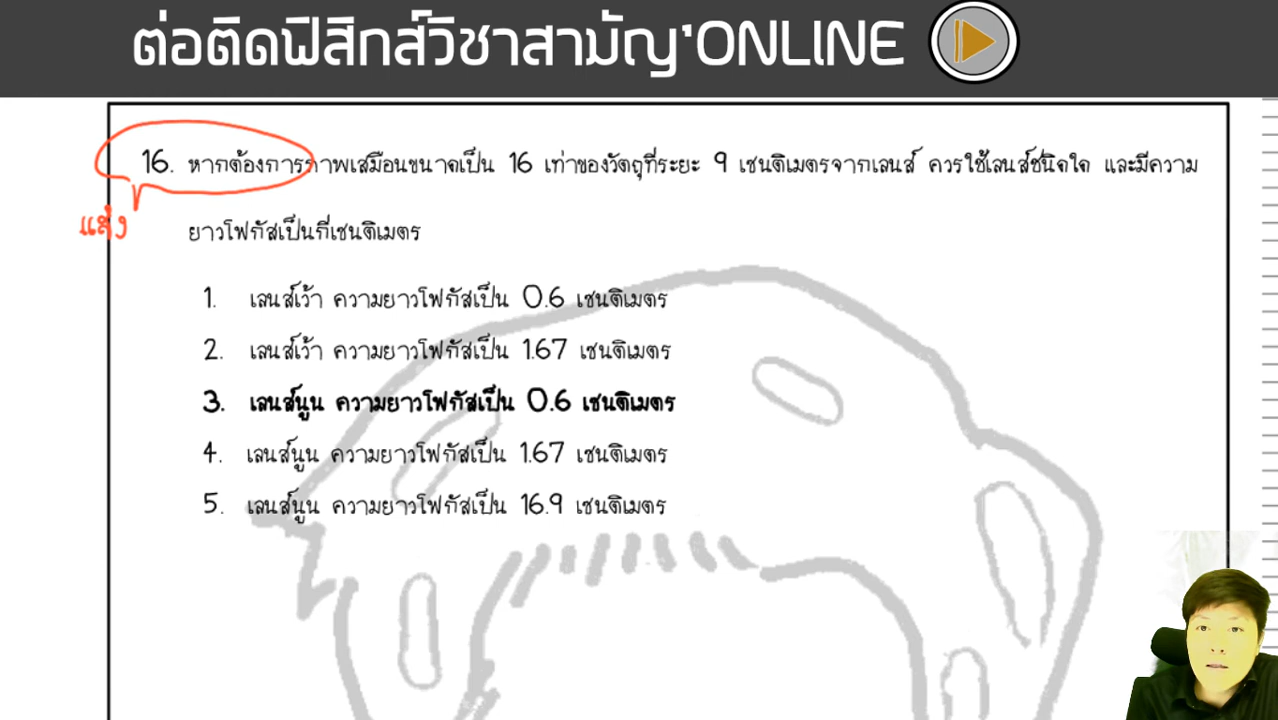 ต่อติดฟิสิกส์วิชาสามัญ'ONLINE
16. หากต้องการภาพเสมือนขนาดเป็น 16 เท่าของวัตถุที่ระยะ 9 เซนติเมตรจากเลนส์ ควรใช้เลนส์ชนิดใด และมีความ
แสง
ยาวโฟกัสเป็นกี่เซนติเมตร
1. เลนส์เว้า ความยาวโฟกัสเป็น 0.6 เซนติเมตร
2. เลนส์เว้า ความยาวโฟกัสเป็น 1.67 เซนติเมตร
3. เลนส์นูน ความยาวโฟกัสเป็น 0.6 เซนติเมตร
4. เลนส์นูน ความยาวโฟกัสเป็น 1.67 เซนติเมตร
5. เลนส์นูน ความยาวโฟกัสเป็น 16.9 เซนติเมตร